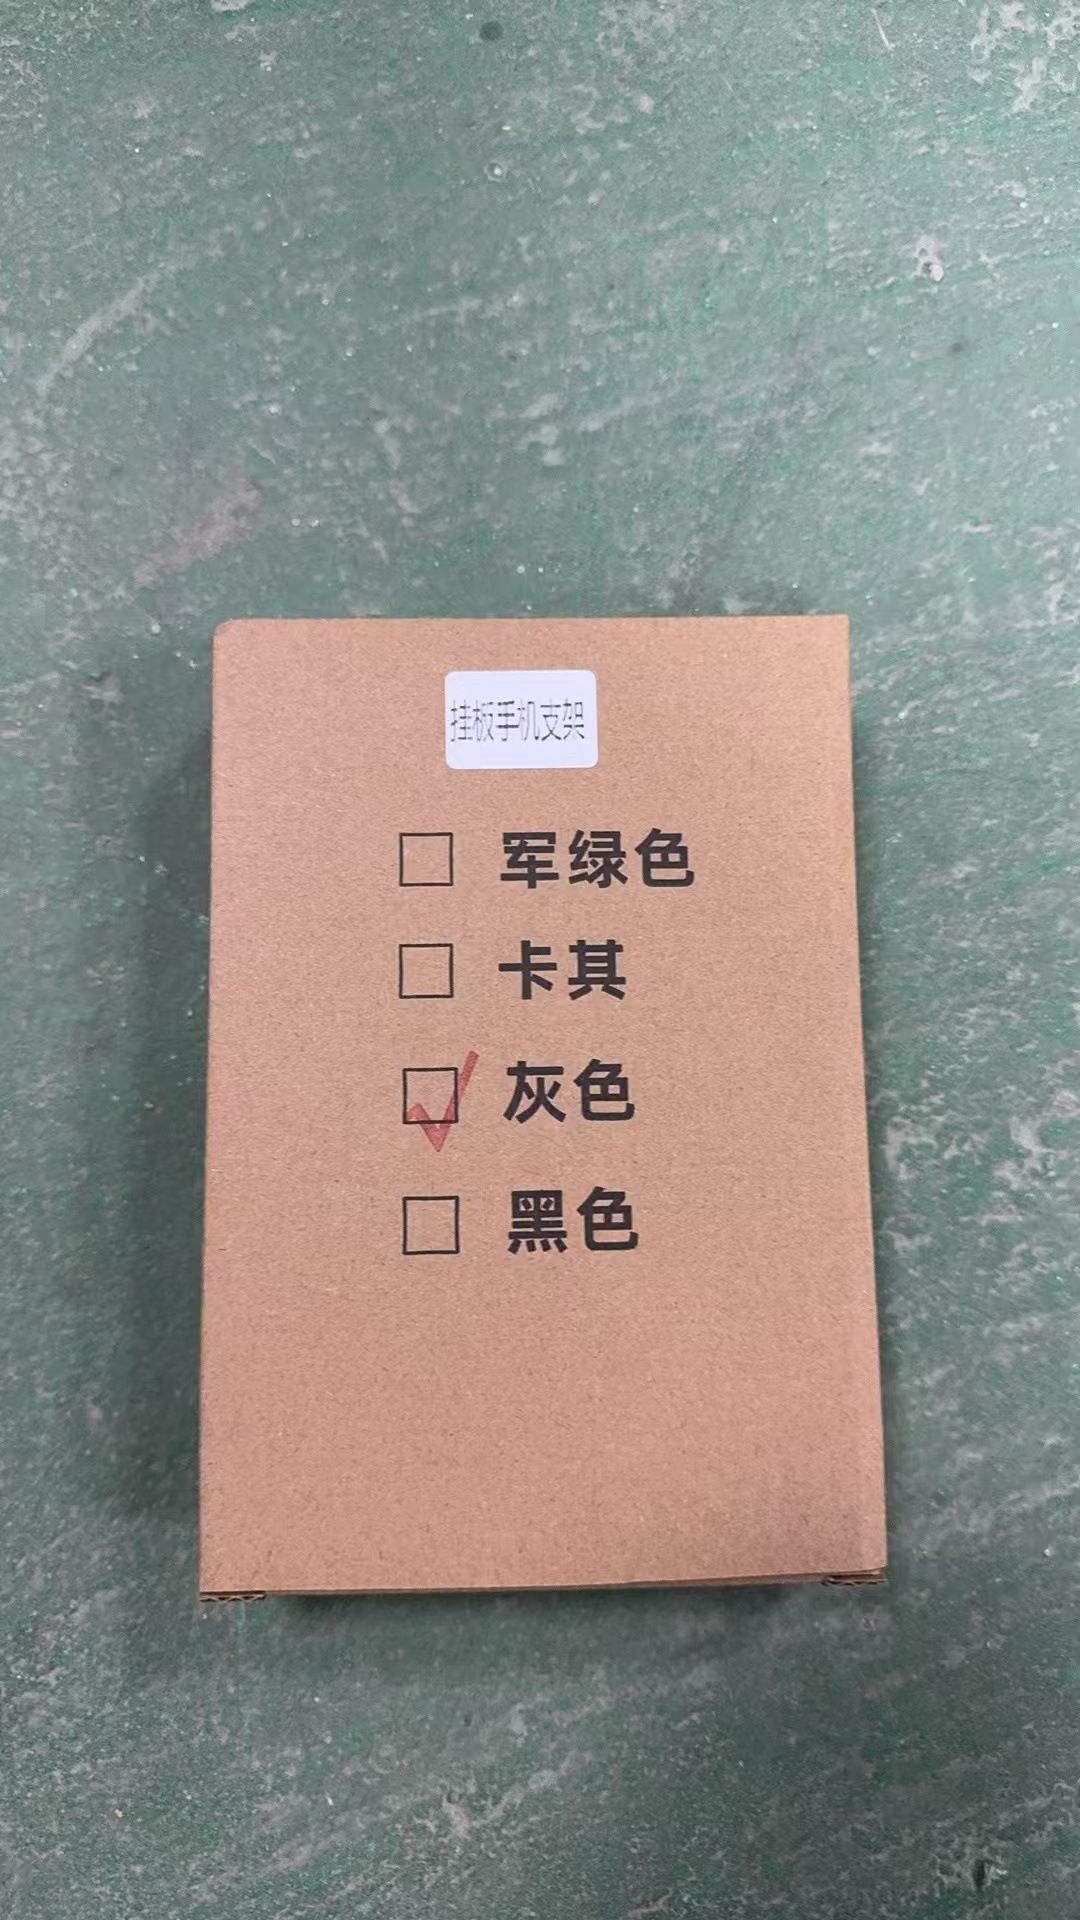 挂板手机支架
军绿色
卡其
灰色
黑色